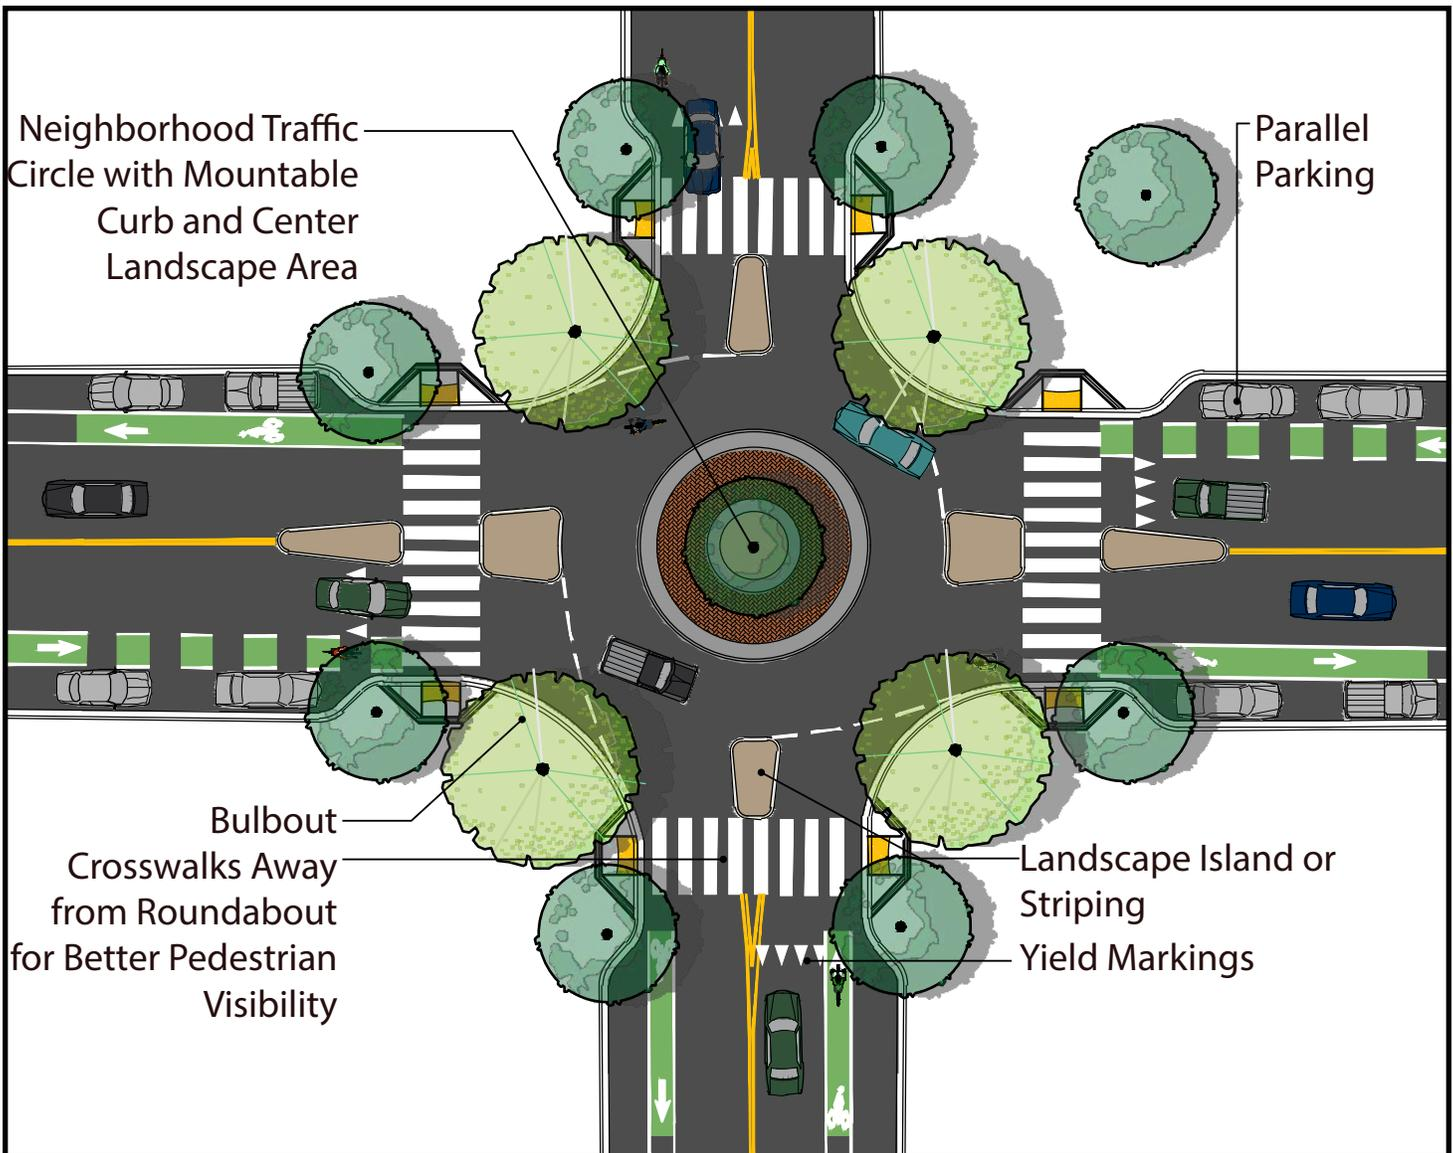 Neighborhood Traffic
Circle with Mountable
Curb and Center
Landscape Area
Parallel
Parking
Bulbout
Crosswalks Away
from Roundabout
for Better Pedestrian
Visibility
Landscape Island or
Striping
Yield Markings